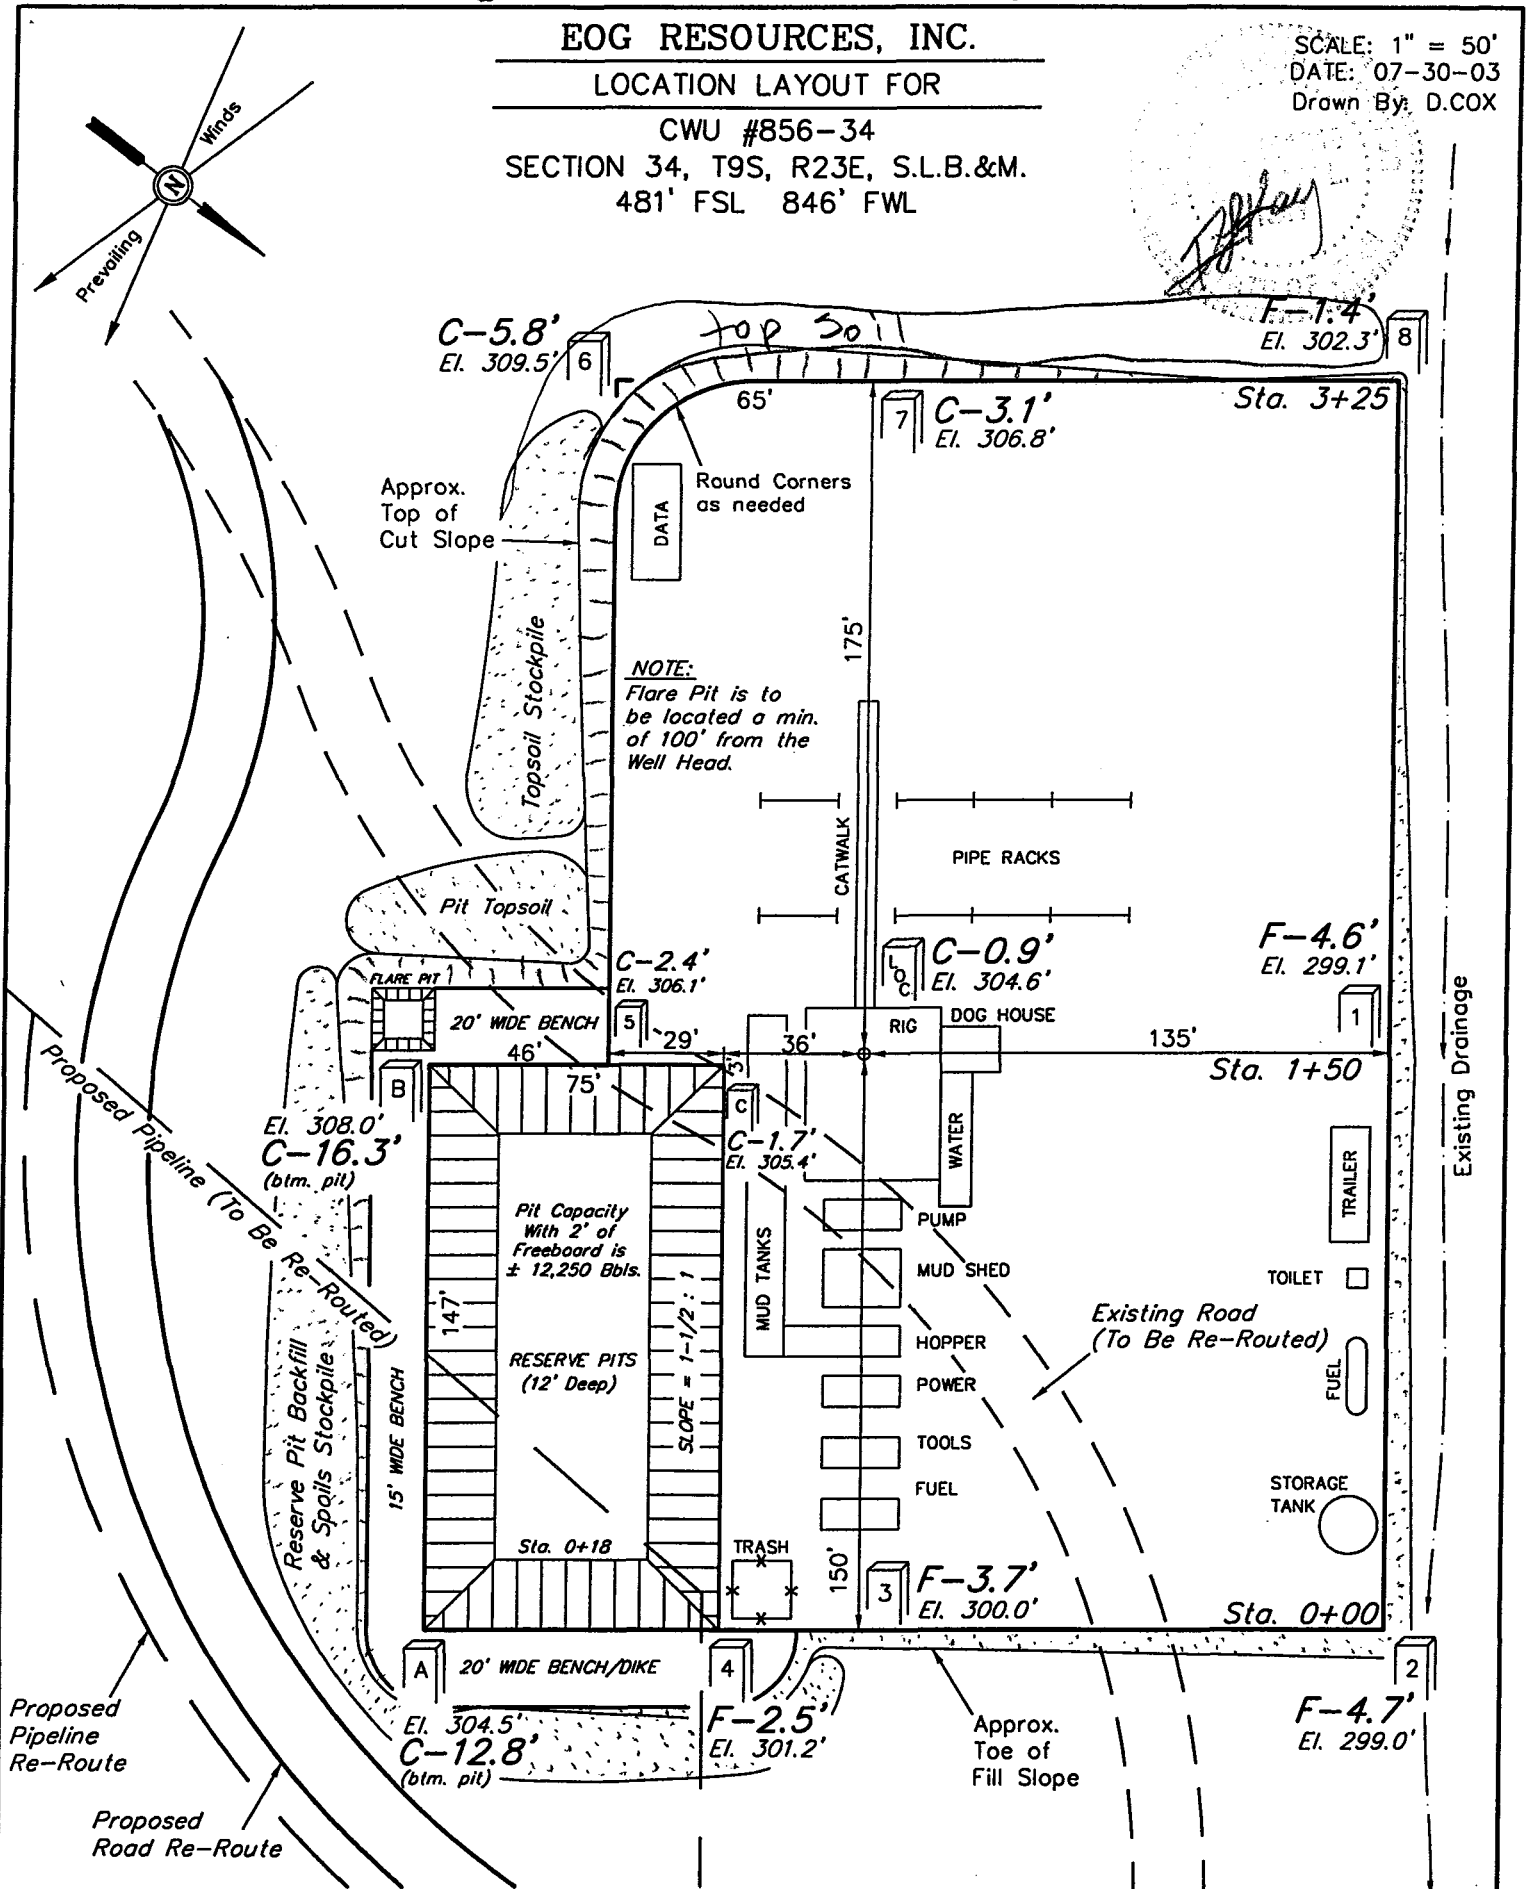 EOG RESOURCES, INC.
LOCATION LAYOUT FOR
CWU #856-34
SECTION 34, T9S, R23E, S.L.B.&M.
481' FSL 846' FWL
SCALE: 1" = 50'
DATE: 07-30-03
Drawn By: D.COX
Winds
N
Prevailing
top Soil
C-5.8'
El. 309.5'
6
F-1.4'
El. 302.3'
8
65'
7
C-3.1'
El. 306.8'
Sta. 3+25
Approx.
Top of
Cut Slope
Round Corners
as needed
DATA
175'
Topsoil Stockpile
NOTE:
Flare Pit is to
be located a min.
of 100' from the
Well Head.
CATWALK
PIPE RACKS
Pit Topsoil
C-2.4'
El. 306.1'
5
LOC
C-0.9'
El. 304.6'
F-4.6'
El. 299.1'
1
FLARE PIT
20' WIDE BENCH
46'
29'
36'
RIG
DOG HOUSE
135'
Sta. 1+50
Existing Drainage
Proposed Pipeline (To Be Re-Routed)
B
75'
5'
C
El. 308.0'
C-16.3'
(btm. pit)
C-1.7'
El. 305.4'
WATER
TRAILER
Pit Capacity
With 2' of
Freeboard is
± 12,250 Bbls.
PUMP
MUD SHED
MUD TANKS
TOILET
147'
SLOPE = 1-1/2 : 1
HOPPER
Existing Road
(To Be Re-Routed)
RESERVE PITS
(12' Deep)
POWER
FUEL
15' WIDE BENCH
Reserve Pit Backfill
& Spoils Stockpile
TOOLS
FUEL
STORAGE
TANK
Sta. 0+18
TRASH
150'
3
F-3.7'
El. 300.0'
Sta. 0+00
A
20' WIDE BENCH/DIKE
4
2
El. 304.5'
C-12.8'
(btm. pit)
F-2.5'
El. 301.2'
Approx.
Toe of
Fill Slope
F-4.7'
El. 299.0'
Proposed
Pipeline
Re-Route
Proposed
Road Re-Route